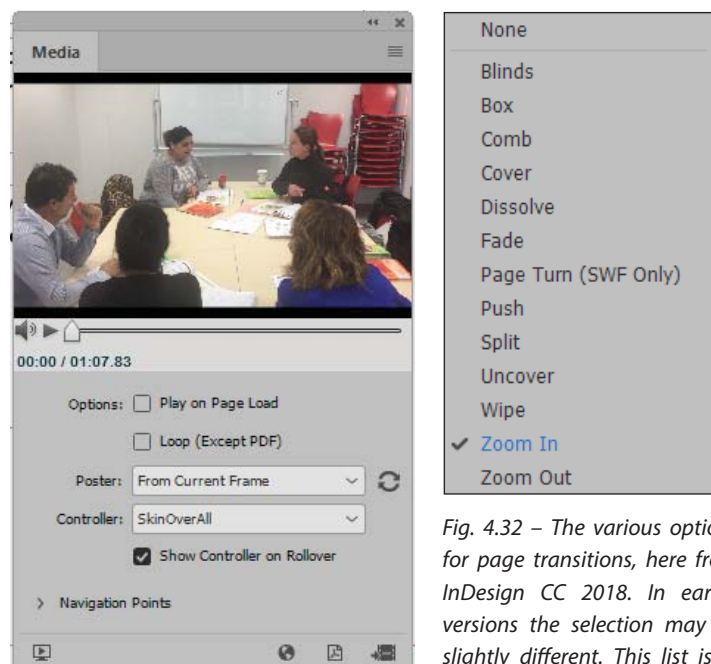 Media
00:00 / 01:07.83
Options: Play on Page Load
Loop (Except PDF)
Poster: From Current Frame
Controller: SkinOverAll
Show Controller on Rollover
Navigation Points
None
Blinds
Box
Comb
Cover
Dissolve
Fade
Page Turn (SWF Only)
Push
Split
Uncover
Wipe
Zoom In
Zoom Out
Fig. 4.32 – The various optio
for page transitions, here fr
InDesign CC 2018. In ear
versions the selection may
slightly different. This list is